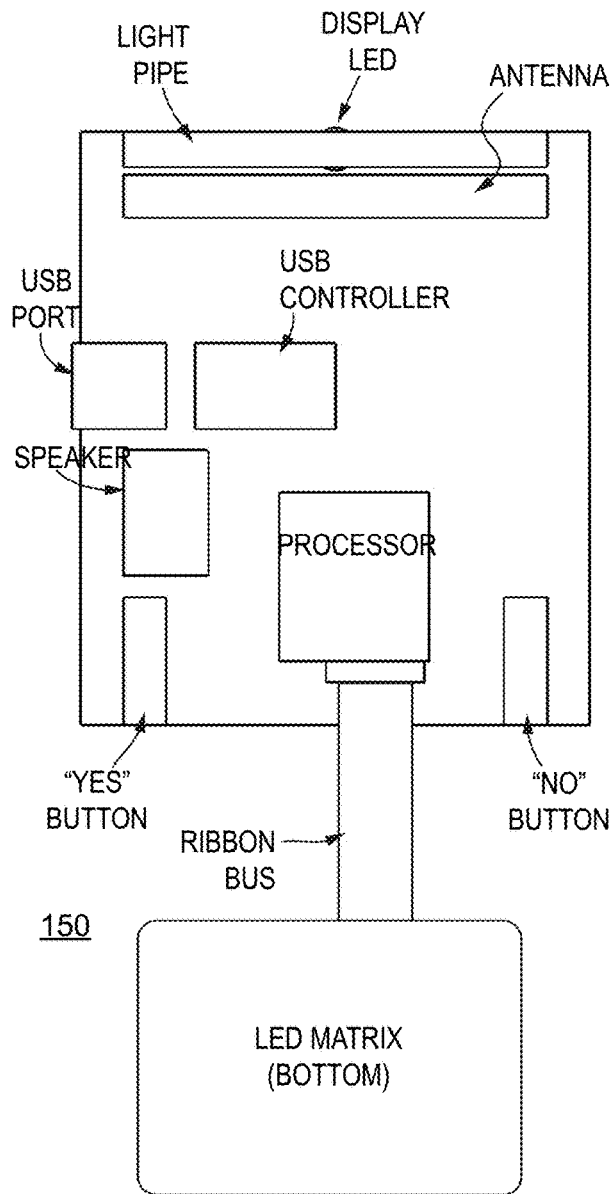 LIGHT
PIPE
DISPLAY
LED
ANTENNA
USB
PORT
USB
CONTROLLER
SPEAKER
PROCESSOR
“YES”
BUTTON
“NO”
BUTTON
RIBBON
BUS
150
LED MATRIX
(BOTTOM)